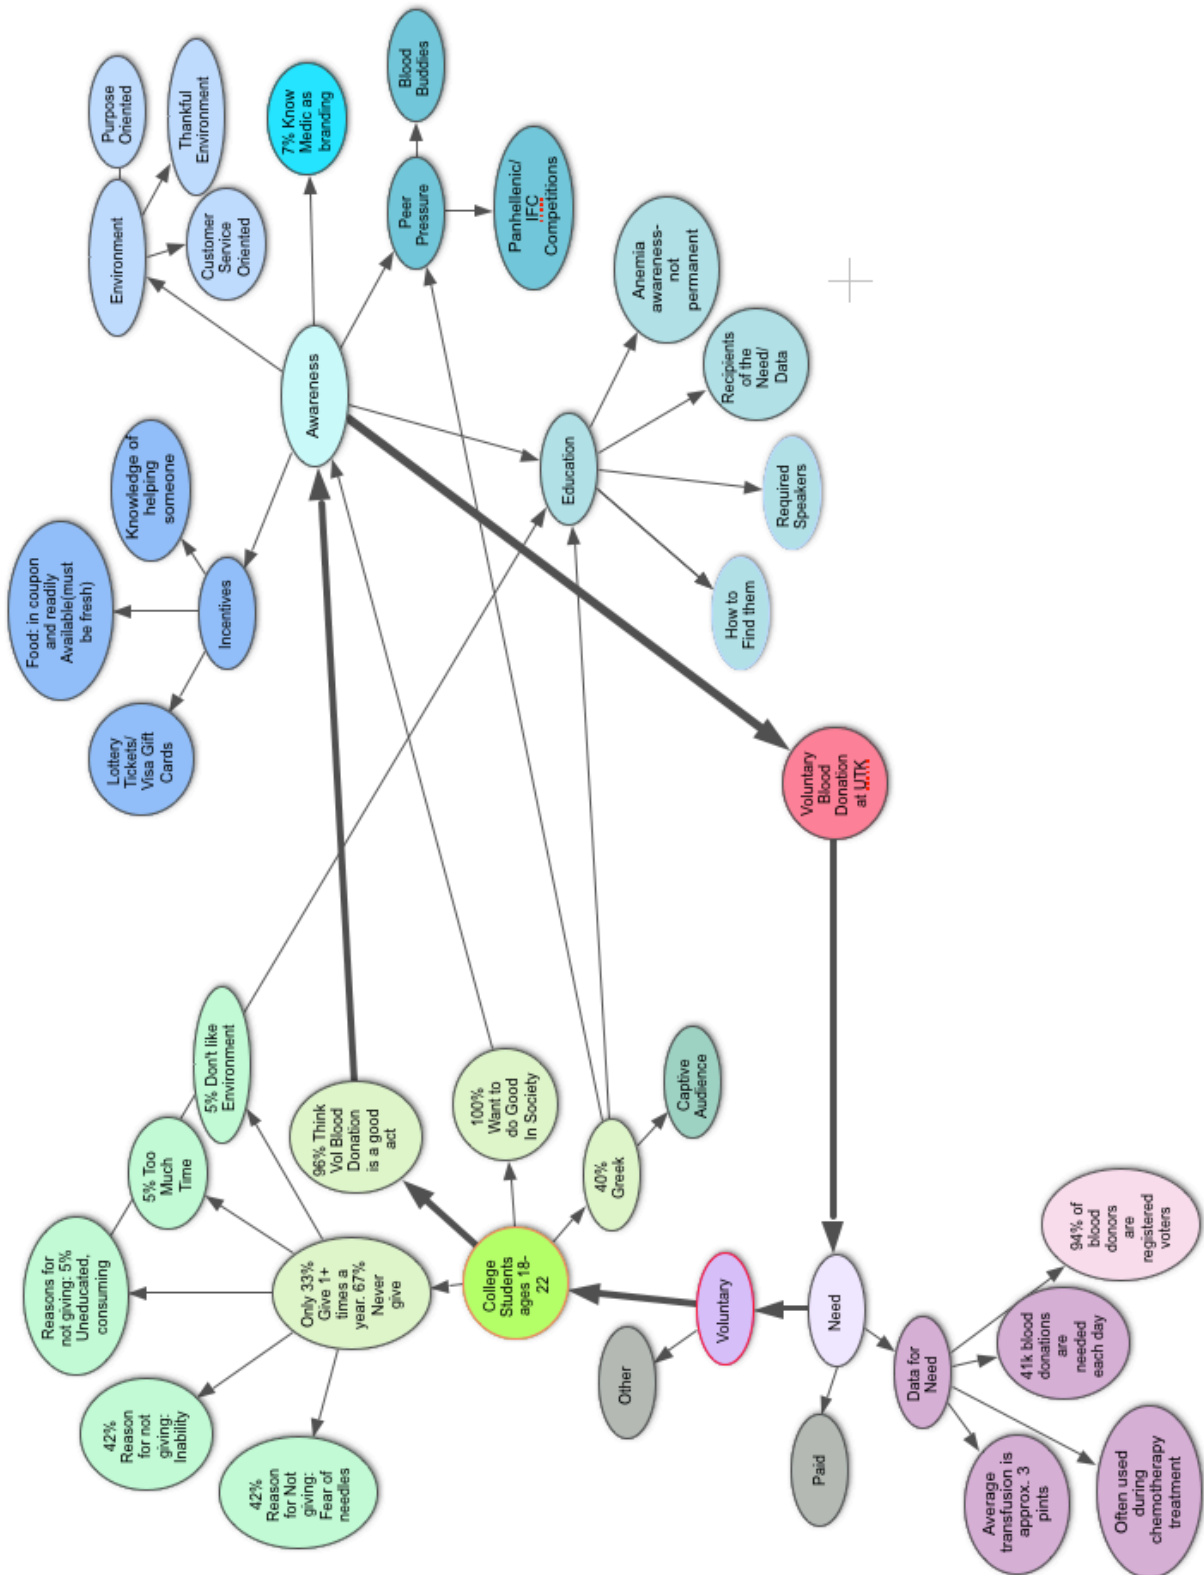 Lottery
Tickets/
Visa Gift
Cards
Food: in coupon
and readily
Available(must
be fresh)
Knowledge of
helping
someone
Incentives
Environment
Purpose
Oriented
Thankful
Environment
Customer
Service
Oriented
Awareness
7% Know
Medic as
branding
Peer
Pressure
Blood
Buddies
Panhellenic/
IFC
Competitions
Education
Anemia
awareness-
not
permanent
Recipients
of the
Need/
Data
Required
Speakers
How to
Find them
42%
Reason
for not
giving:
Inability
Reasons for
not giving: 5%
Uneducated,
consuming
5% Too
Much
Time
5% Don't like
Environment
42%
Reason
for Not
giving:
Fear of
needles
Only 33%
Give 1+
times a
year. 67%
Never
give
96% Think
Vol Blood
Donation
is a good
act
100%
Want to
do Good
In Society
College
Students
ages 18-
22
40%
Greek
Captive
Audience
Other
Voluntary
Paid
Need
Voluntary
Blood
Donation
at UTK
Data for
Need
Average
transfusion is
approx. 3
pints
Often used
during
chemotherapy
treatment
41k blood
donations
are
needed
each day
94% of
blood
donors
are
registered
voters